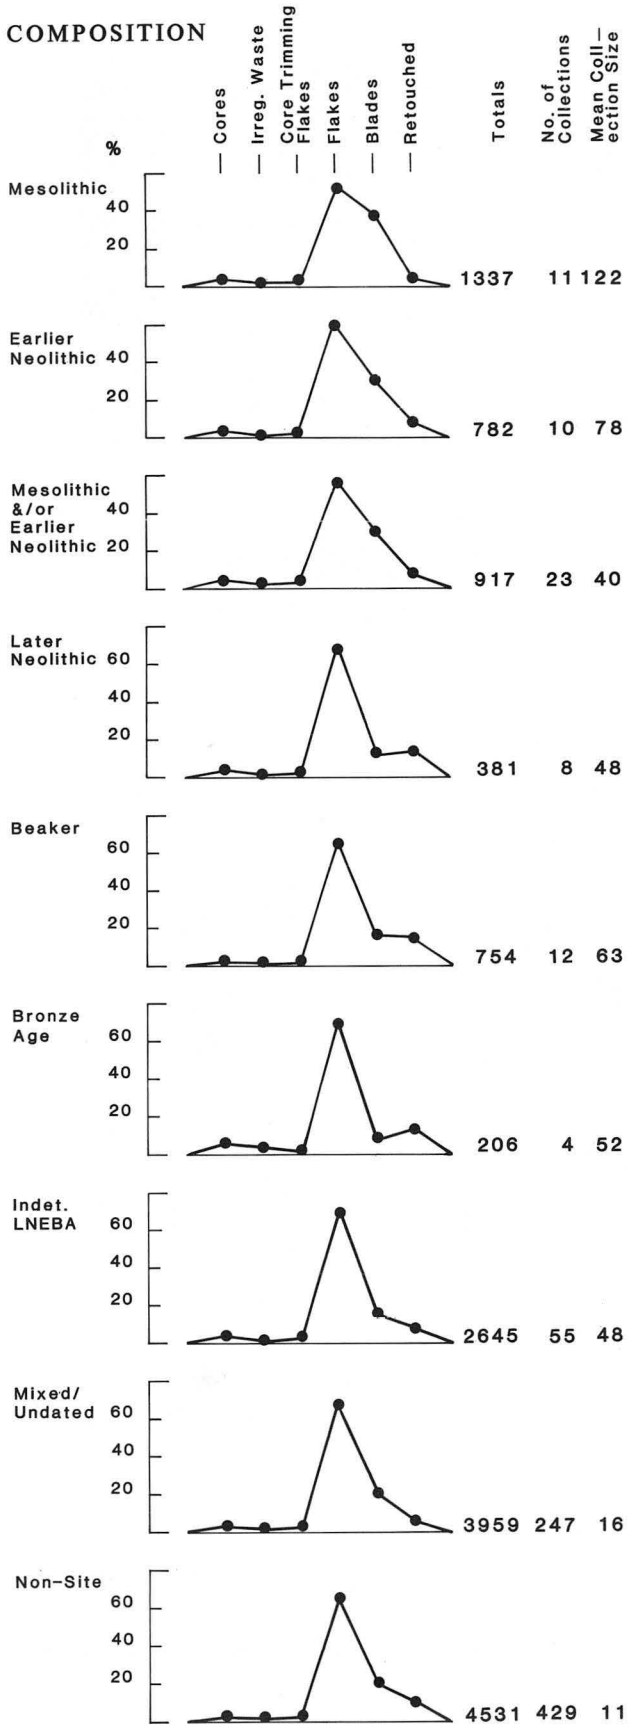 COMPOSITION
Cores
Irreg. Waste
Core Trimming
Flakes
Flakes
Blades
Retouched
Totals
No. of
Collections
Mean Coll—
ection Size
%
Mesolithic
40
20
1337 11 122
Earlier
Neolithic 40
20
782 10 78
Mesolithic
&/or 40
Earlier
Neolithic 20
917 23 40
Later
Neolithic 60
40
20
381 8 48
Beaker
60
40
20
754 12 63
Bronze
Age 60
40
20
206 4 52
Indet.
LNEBA 60
40
20
2645 55 48
Mixed/
Undated 60
40
20
3959 247 16
Non–Site
60
40
20
4531 429 11